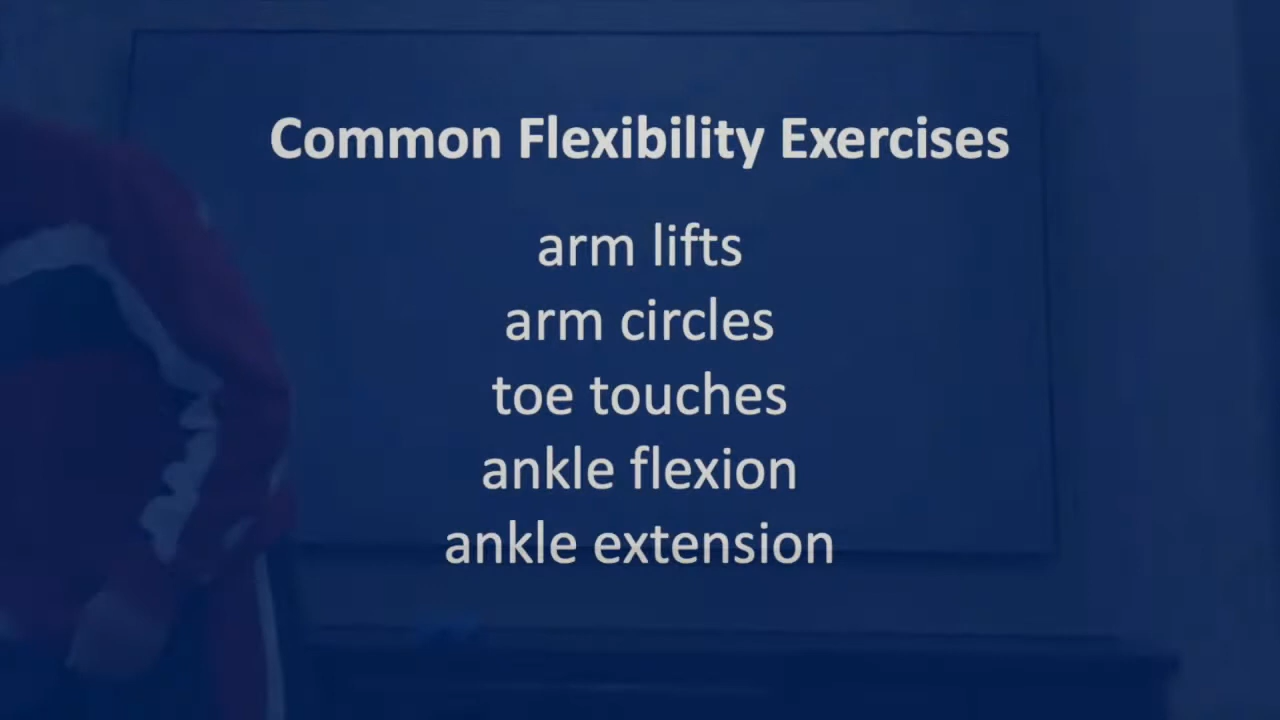 Common Flexibility Exercises
arm lifts
arm circles
toe touches
ankle flexion
ankle extension